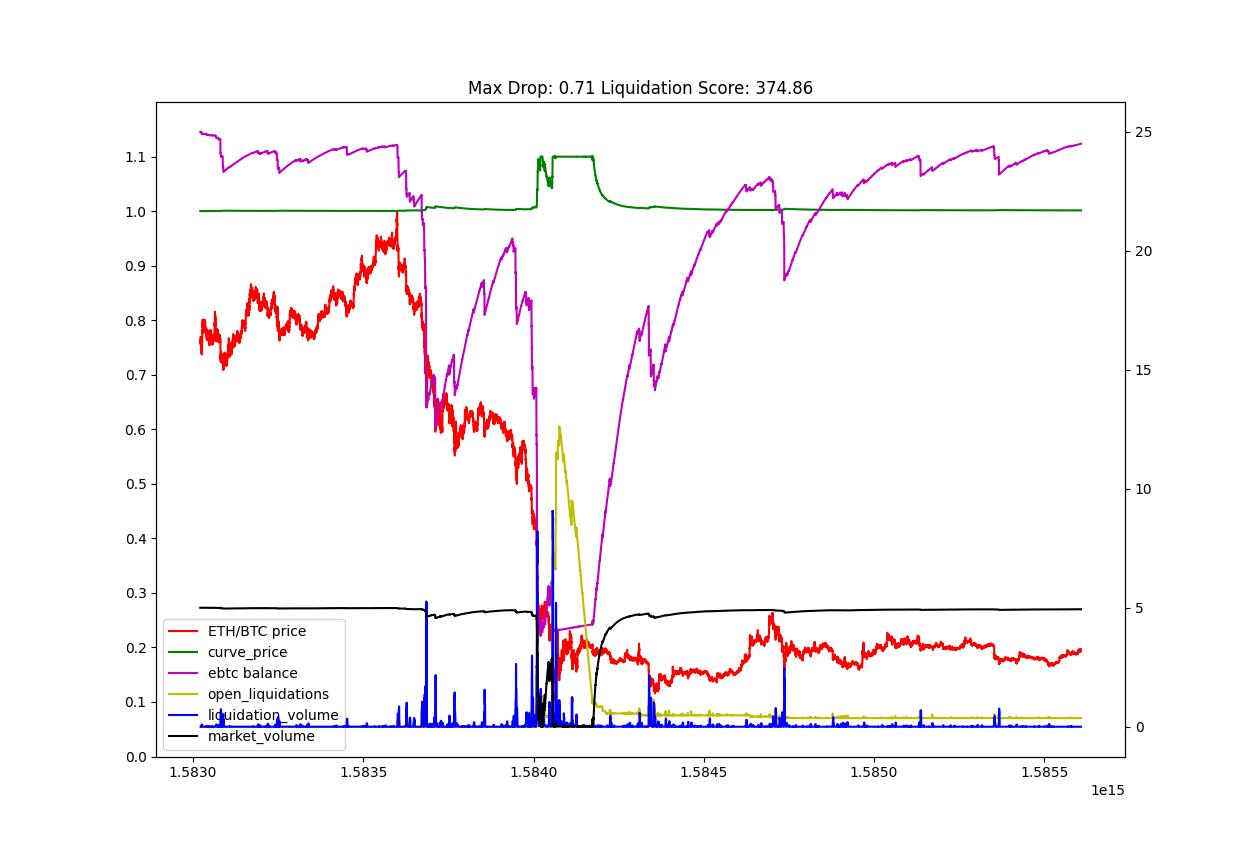 Max Drop: 0.71 Liquidation Score: 374.86
1.1
1.0
0.9
0.8
0.7
0.6
0.5
0.4
0.3
0.2
0.1
0.0
25
20
15
10
5
0
ETH/BTC price
curve_price
ebtc balance
open_liquidations
liquidation_volume
market_volume
1.5830 1.5835 1.5840 1.5845 1.5850 1.5855
1e15